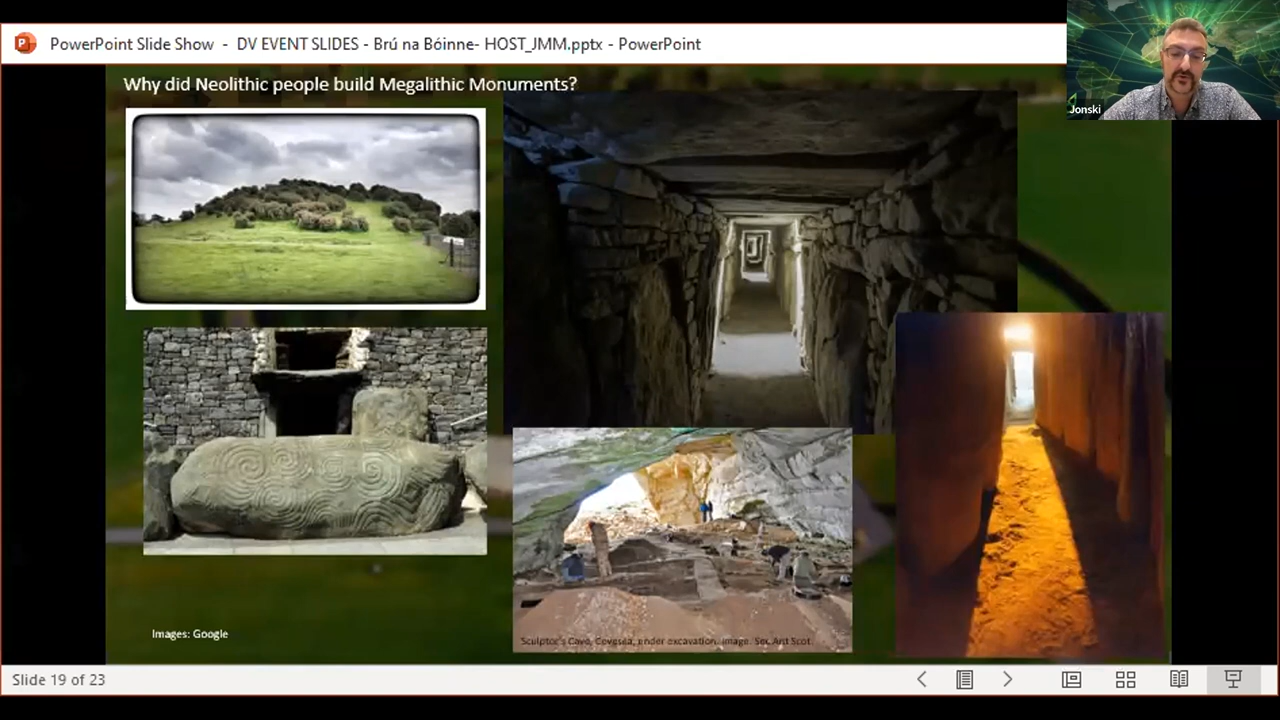 PowerPoint Slide Show - DV EVENT SLIDES - Brú na Bóinne- HOST_JMM.pptx - PowerPoint
Jonski
Why did Neolithic people build Megalithic Monuments?
Images: Google
Sculptor's Cave, Covesea, under excavation. Image. Soc Ant Scot.
Slide 19 of 23